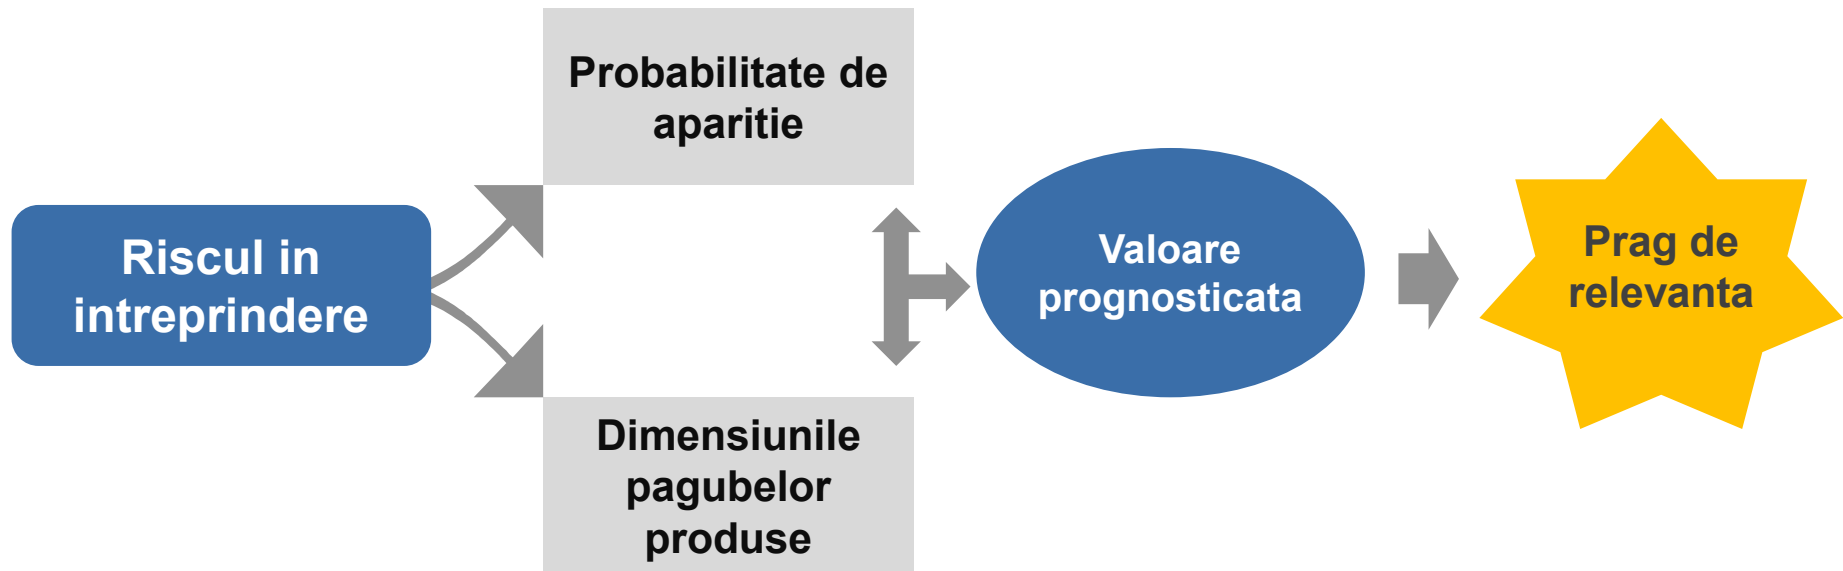 Probabilitate de
aparitie
Riscul in
intreprindere
Dimensiunile
pagubelor
produse
Valoare
prognosticata
Prag de
relevanta